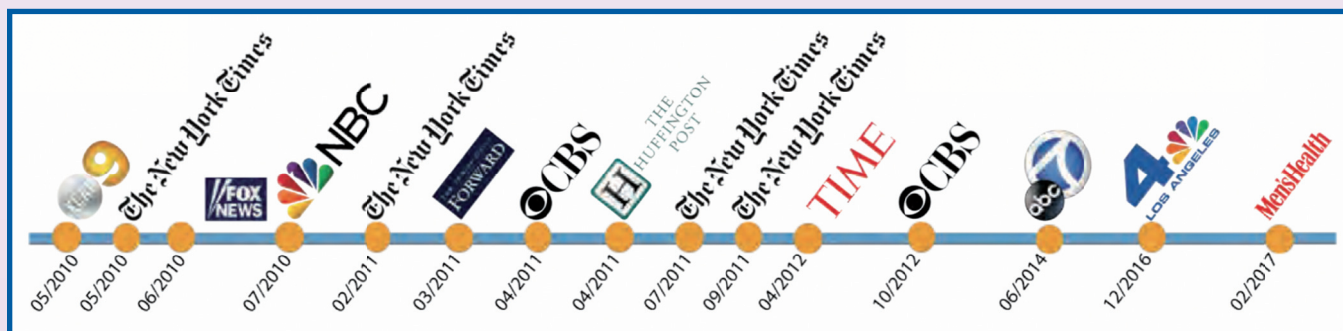 9
The New York Times
FOX
NEWS
NBC
The New York Times
FORWARD
CBS
H
THE
HUFFINGTON
POST
The New York Times
The New York Times
TIME
CBS
7
abc
4
LOS ANGELES
Men'sHealth
05/2010
05/2010
06/2010
07/2010
02/2011
03/2011
04/2011
04/2011
07/2011
09/2011
04/2012
10/2012
06/2014
12/2016
02/2017